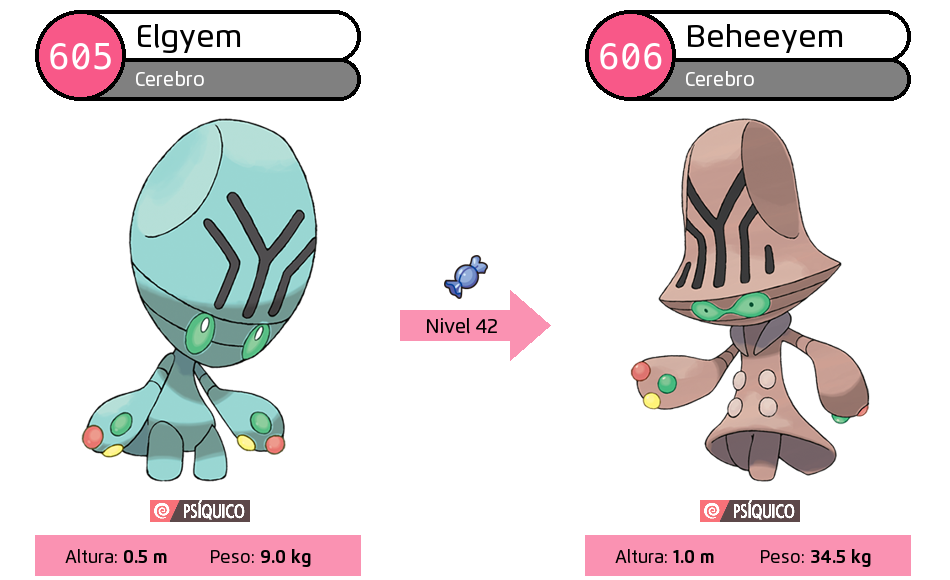 605 Elgyem
Cerebro
606 Beheeyem
Cerebro
Nivel 42
PSÍQUICO
PSÍQUICO
Altura: 0.5 m Peso: 9.0 kg
Altura: 1.0 m Peso: 34.5 kg